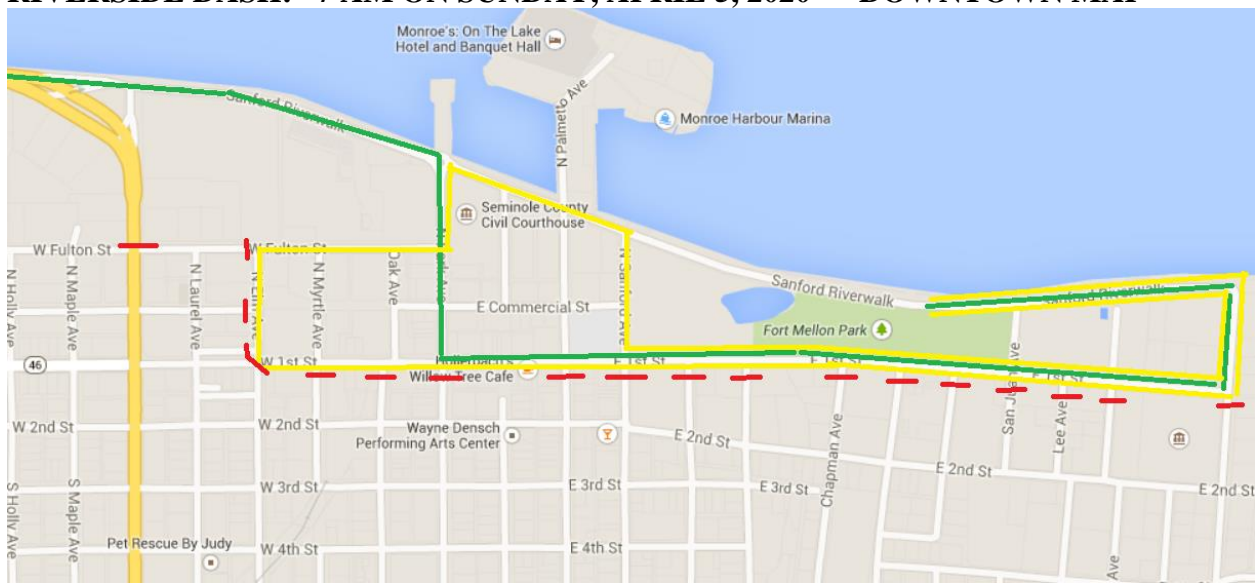 RIVERSIDE DASH: 7 AM ON SUNDAY, APRIL 5, 2020 DOWNTOWN MAP
Monroe's: On The Lake
Hotel and Banquet Hall
N Palmetto Ave
Monroe Harbour Marina
Sanford Riverwalk
Seminole County
Civil Courthouse
W Fulton St
W Fulton St
N Holly Ave
N Maple Ave
N Laurel Ave
N Elm Ave
N Myrtle Ave
Oak Ave
N Park Ave
N Sanford Ave
E Commercial St
Sanford Riverwalk
Sanford Riverwalk
Fort Mellon Park
46
W 1st St
Hollerbach's
Willow Tree Cafe
E 1st St
E 1st St
E 1st St
San Juan Ave
Lee Ave
Chapman Ave
W 2nd St
W 2nd St
Wayne Densch
Performing Arts Center
E 2nd St
E 2nd St
E 2nd St
S Holly Ave
S Maple Ave
W 3rd St
E 3rd St
E 3rd St
Pet Rescue By Judy
W 4th St
E 4th St
Ave